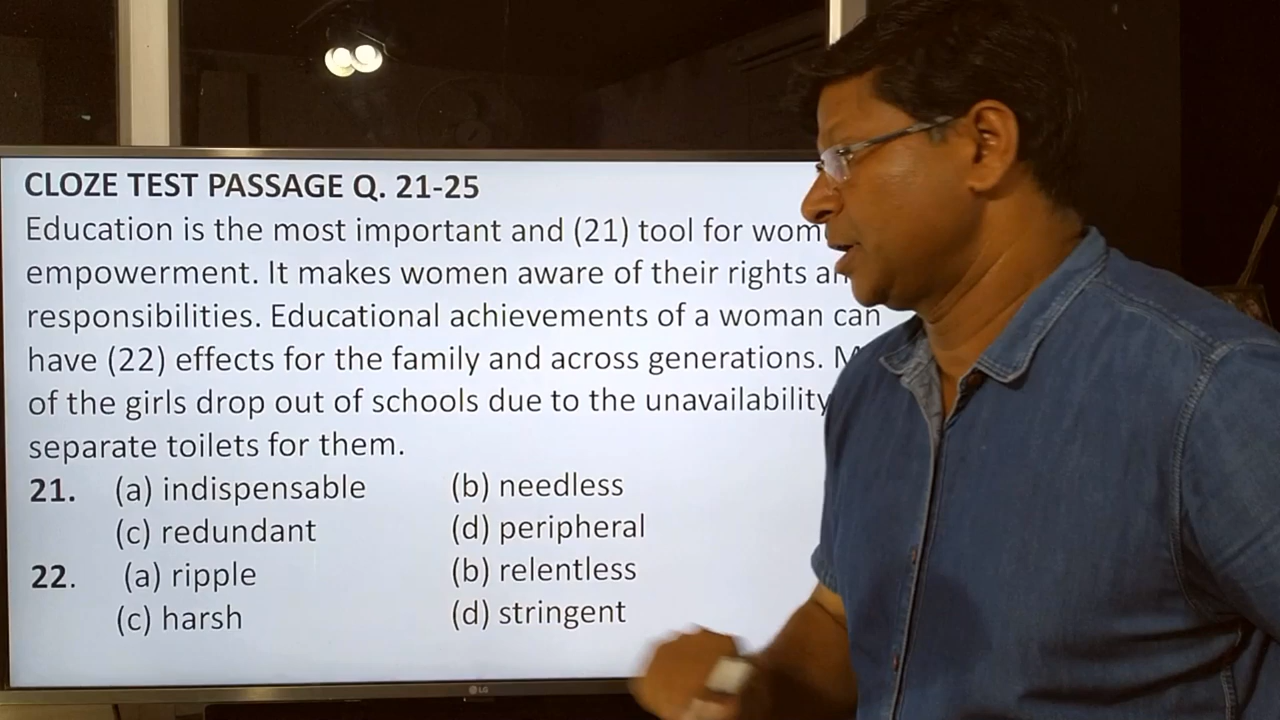 CLOZE TEST PASSAGE Q. 21-25
Education is the most important and (21) tool for
empowerment. It makes women aware of their rights
responsibilities. Educational achievements of a woman can
have (22) effects for the family and across generations.
of the girls drop out of schools due to the unavailability
separate toilets for them.
21. (a) indispensable (b) needless
(c) redundant (d) peripheral
22. (a) ripple (b) relentless
(c) harsh (d) stringent
LG